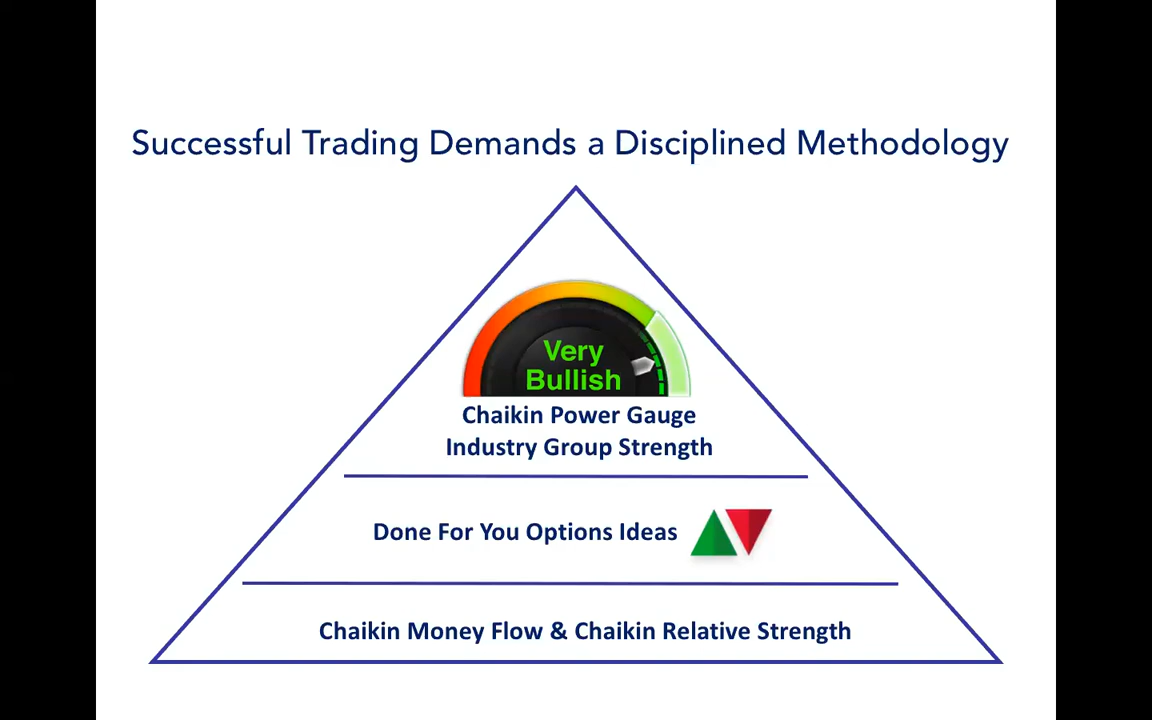 Successful Trading Demands a Disciplined Methodology
Very
Bullish
Chaikin Power Gauge
Industry Group Strength
Done For You Options Ideas
Chaikin Money Flow & Chaikin Relative Strength